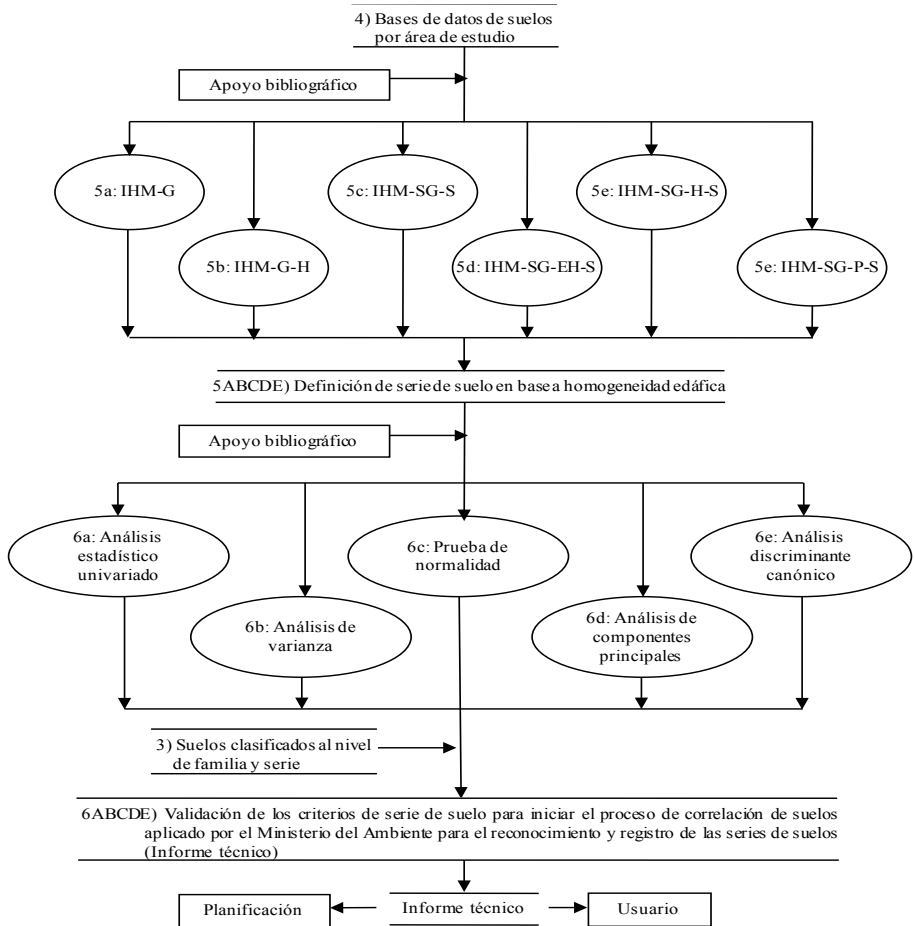 4) Bases de datos de suelos
por área de estudio
Apoyo bibliográfico
5a: IHM-G
5c: IHM-SG-S
5e: IHM-SG-H-S
5b: IHM-G-H
5d: IHM-SG-EH-S
5e: IHM-SG-P-S
5ABCDE) Definición de serie de suelo en base a homogeneidad edáfica
Apoyo bibliográfico
6a: Análisis
estadístico
univariado
6c: Prueba de
normalidad
6e: Análisis
discriminante
canónico
6b: Análisis de
varianza
6d: Análisis de
componentes
principales
3) Suelos clasificados al nivel
de familia y serie
6ABCDE) Validación de los criterios de serie de suelo para iniciar el proceso de correlación de suelos
aplicado por el Ministerio del Ambiente para el reconocimiento y registro de las series de suelos
(Informe técnico)
Planificación
Informe técnico
Usuario